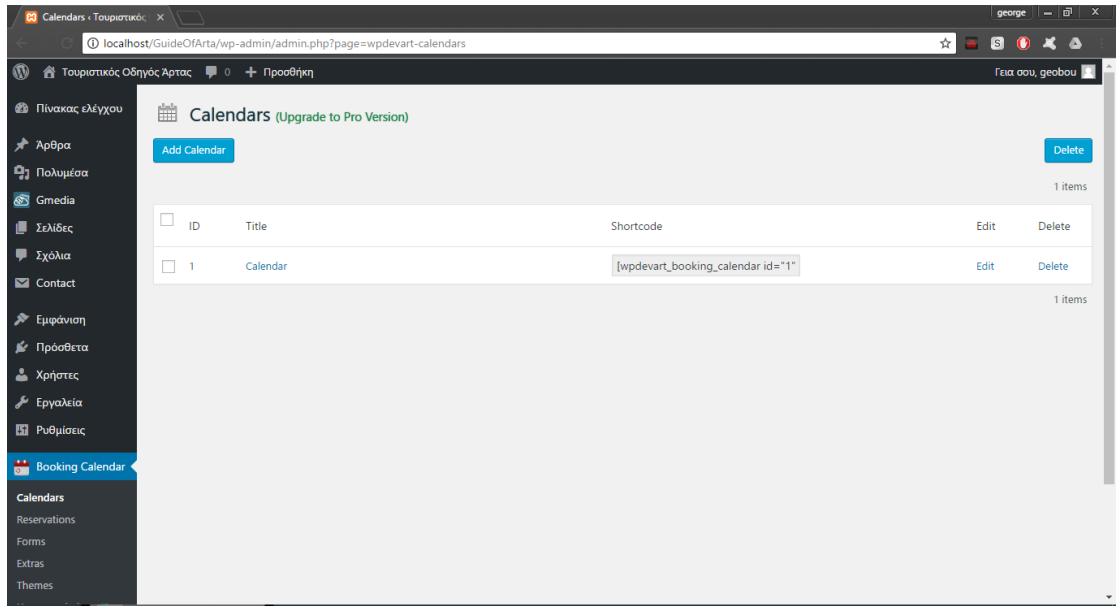 Calendars ‹ Τουριστικός
george
localhost/GuideOfArta/wp-admin/admin.php?page=wpdevart-calendars
Τουριστικός Οδηγός Άρτας 0 Προσθήκη Γεια σου, geobou
Πίνακας ελέγχου
Άρθρα
Πολυμέσα
Gmedia
Σελίδες
Σχόλια
Contact
Εμφάνιση
Πρόσθετα
Χρήστες
Εργαλεία
Ρυθμίσεις
Booking Calendar
Calendars
Reservations
Forms
Extras
Themes
Calendars (Upgrade to Pro Version)
Add Calendar Delete
1 items
ID Title Shortcode Edit Delete
1 Calendar [wpdevart_booking_calendar id="1" Edit Delete
1 items